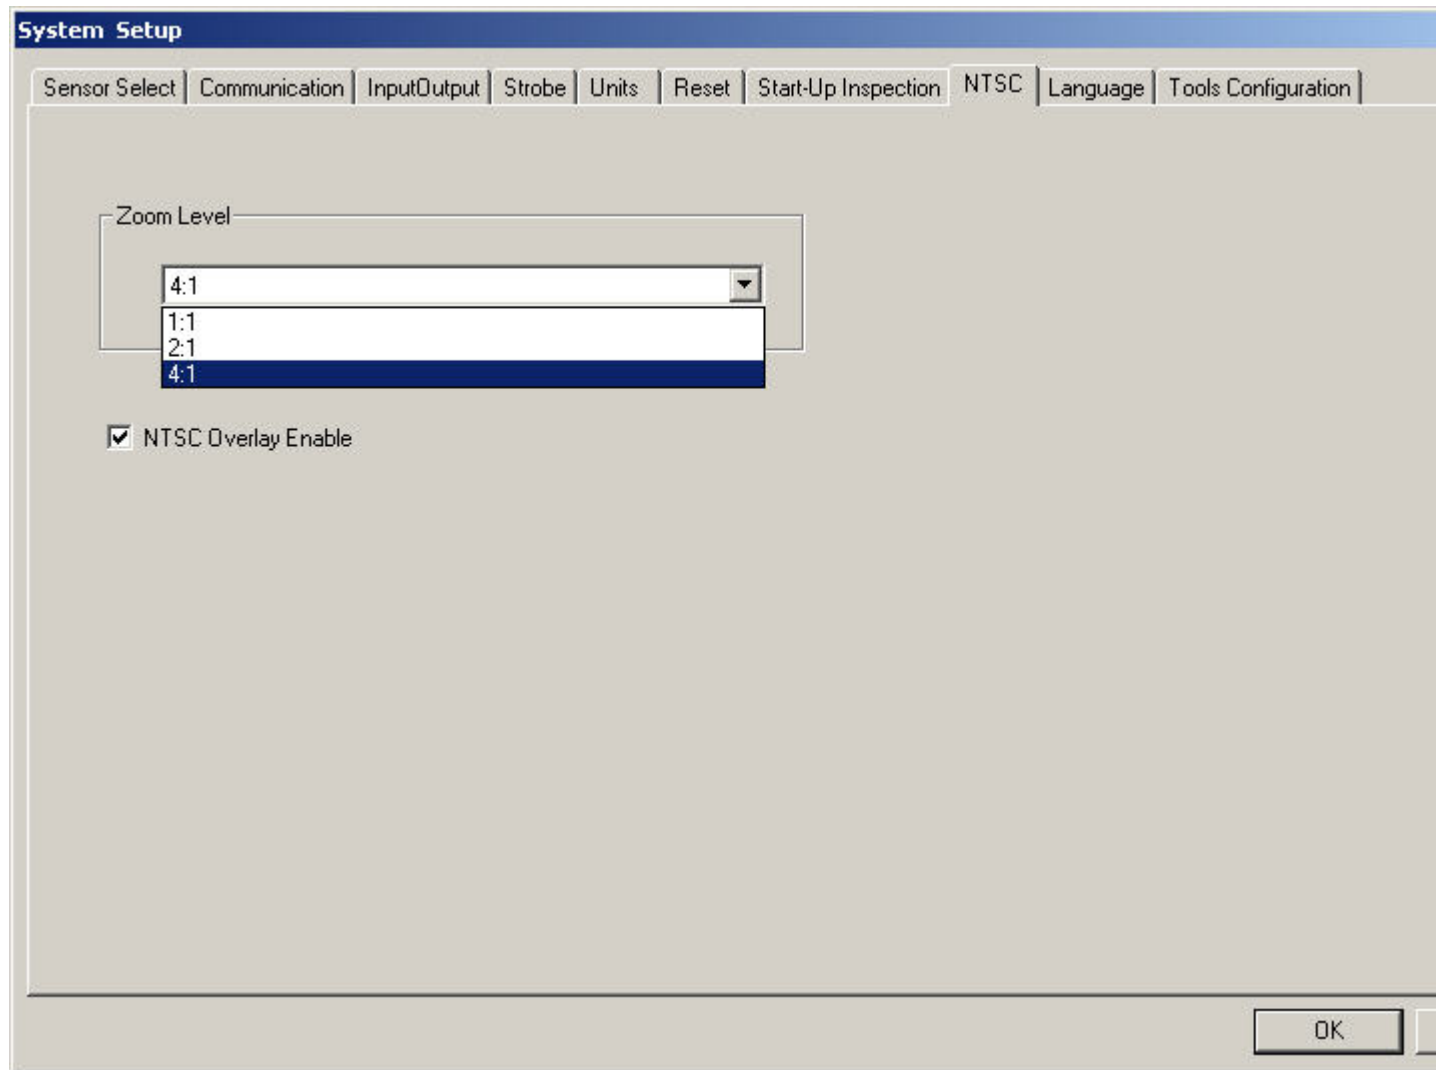 System Setup
Sensor Select Communication InputOutput Strobe Units Reset Start-Up Inspection NTSC Language Tools Configuration
Zoom Level
4:1
1:1
2:1
4:1
NTSC Overlay Enable
OK